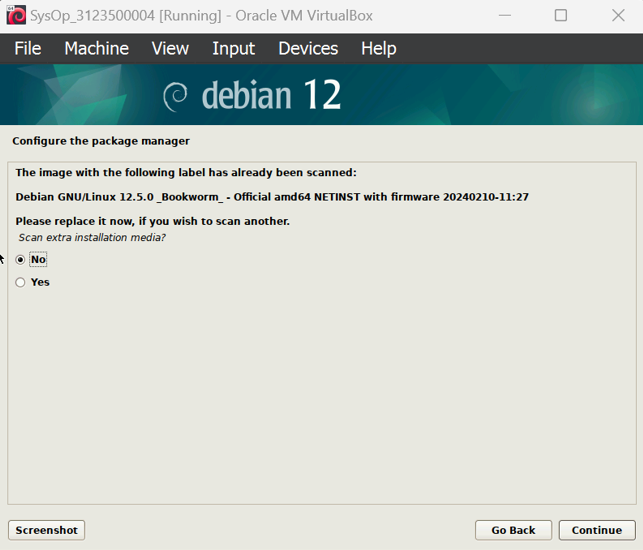 SysOp_3123500004 [Running] - Oracle VM VirtualBox
File Machine View Input Devices Help
debian 12
Configure the package manager
The image with the following label has already been scanned:
Debian GNU/Linux 12.5.0 _Bookworm_ - Official amd64 NETINST with firmware 20240210-11:27
Please replace it now, if you wish to scan another.
Scan extra installation media?
No
Yes
Screenshot Go Back Continue